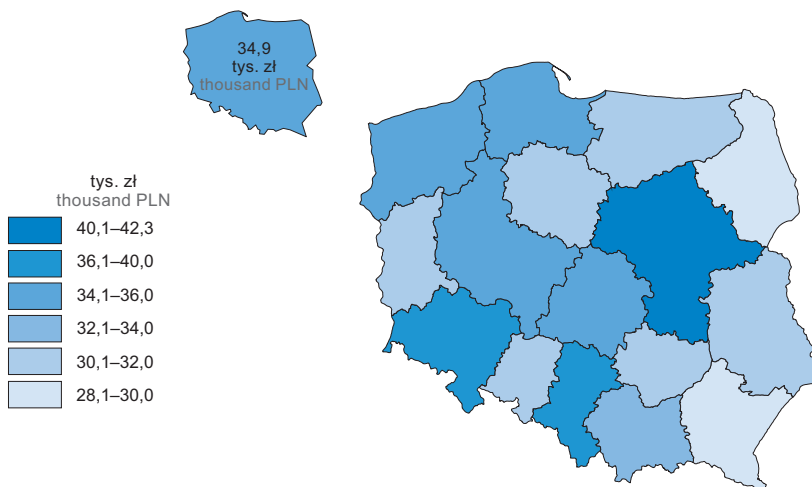 34,9
tys. zł
thousand PLN
tys. zł
thousand PLN
40,1–42,3
36,1–40,0
34,1–36,0
32,1–34,0
30,1–32,0
28,1–30,0